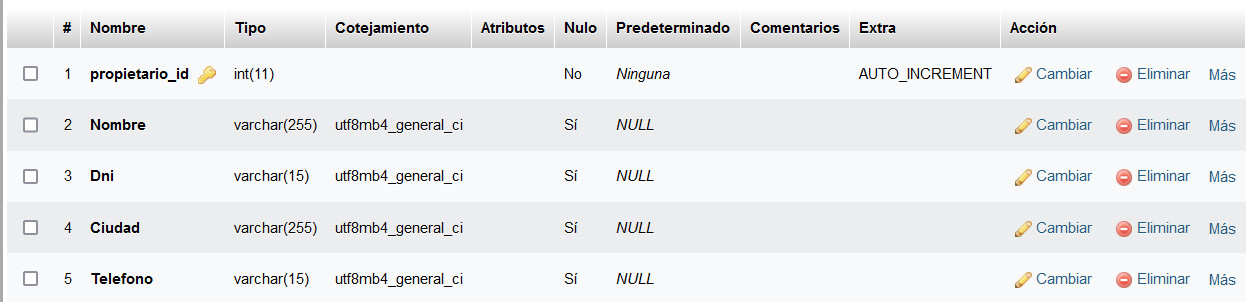 # Nombre Tipo Cotejamiento Atributos Nulo Predeterminado Comentarios Extra Acción
1 propietario_id int(11) No Ninguna AUTO_INCREMENT Cambiar Eliminar Más
2 Nombre varchar(255) utf8mb4_general_ci Sí NULL Cambiar Eliminar Más
3 Dni varchar(15) utf8mb4_general_ci Sí NULL Cambiar Eliminar Más
4 Ciudad varchar(255) utf8mb4_general_ci Sí NULL Cambiar Eliminar Más
5 Telefono varchar(15) utf8mb4_general_ci Sí NULL Cambiar Eliminar Más